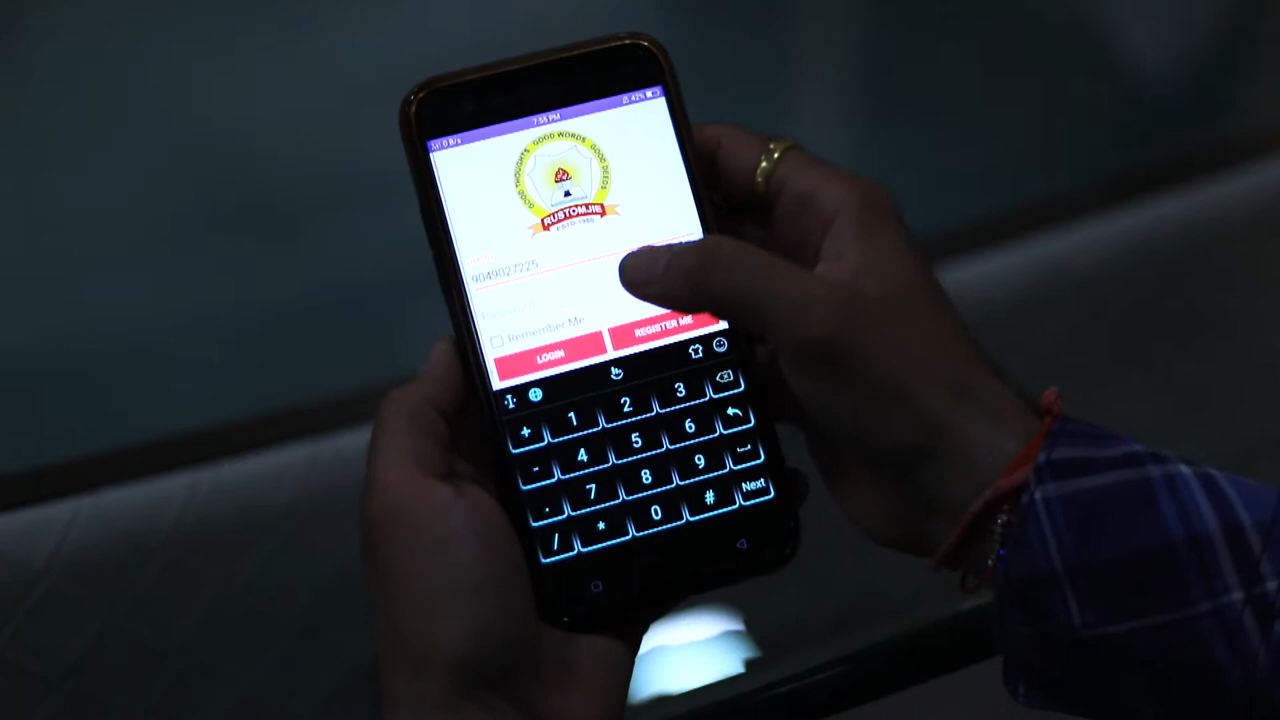 0 B/s 7:55 PM 42%
GOOD THOUGHTS GOOD WORDS GOOD DEEDS
RUSTOMJIE
ESTD 1980
9049027225
Password
Remember Me
LOGIN REGISTER ME
+ 1 2 3
- 4 5 6
. 7 8 9
/ * 0 # Next